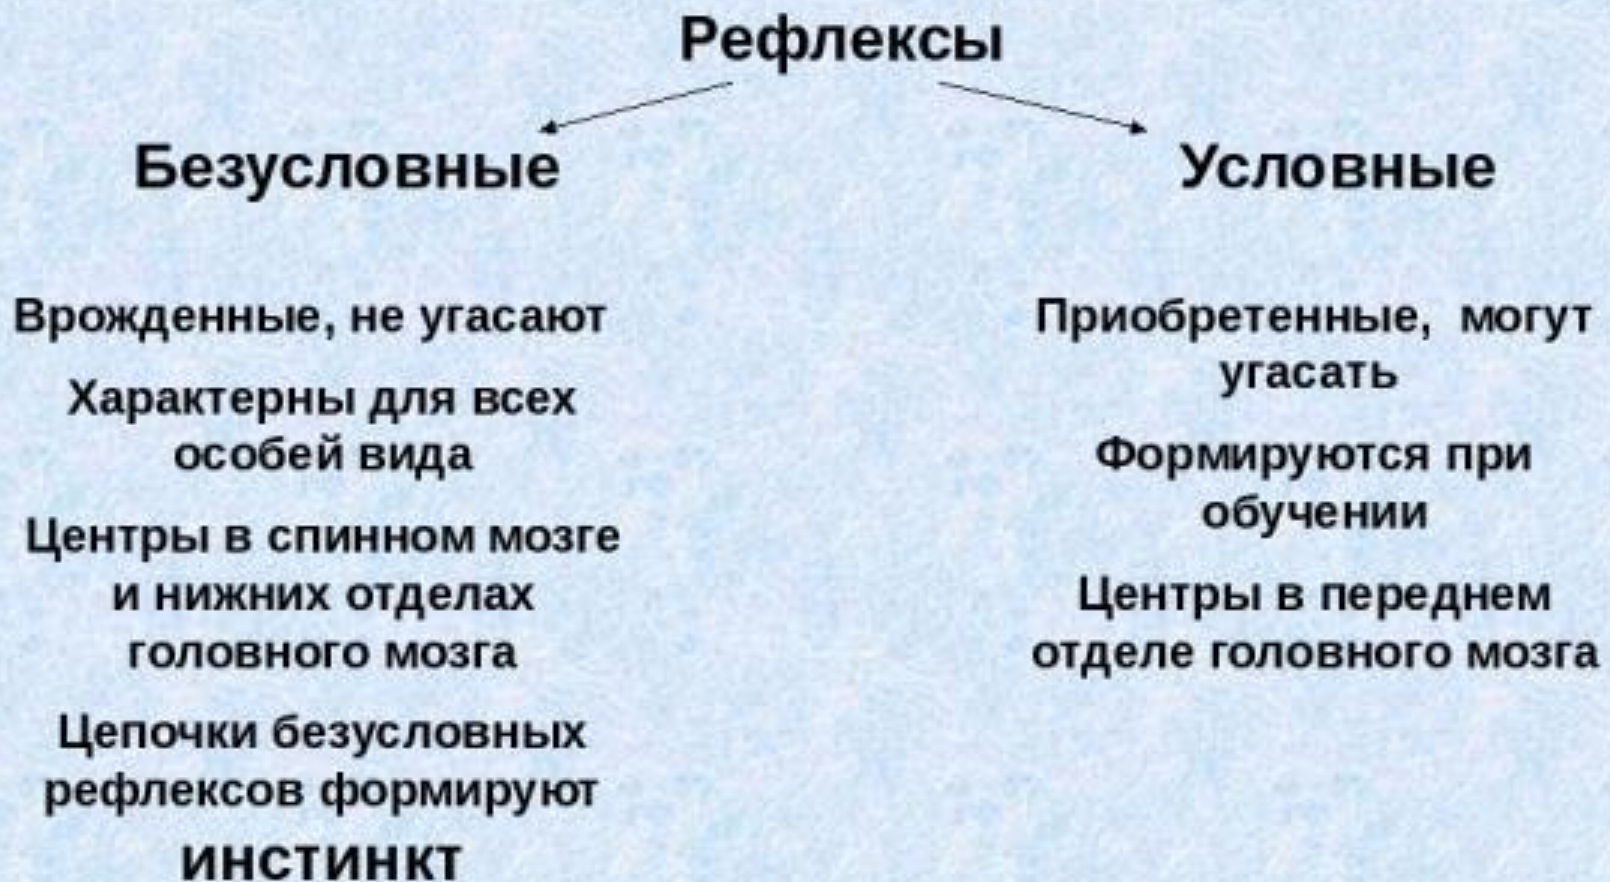 Рефлексы
Безусловные
Условные
Врожденные, не угасают
Характерны для всех
особей вида
Центры в спинном мозге
и нижних отделах
головного мозга
Цепочки безусловных
рефлексов формируют
инстинкт
Приобретенные, могут
угасать
Формируются при
обучении
Центры в переднем
отделе головного мозга